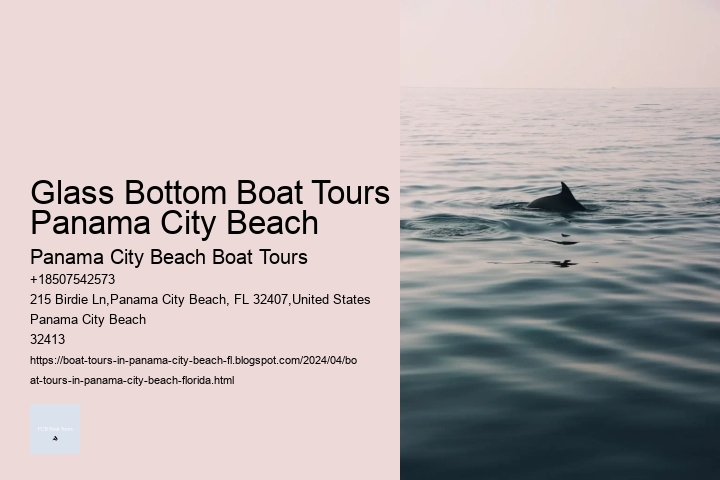 Glass Bottom Boat Tours
Panama City Beach
Panama City Beach Boat Tours
+18507542573
215 Birdie Ln,Panama City Beach, FL 32407,United States
Panama City Beach
32413
https://boat-tours-in-panama-city-beach-fl.blogspot.com/2024/04/bo
at-tours-in-panama-city-beach-florida.html